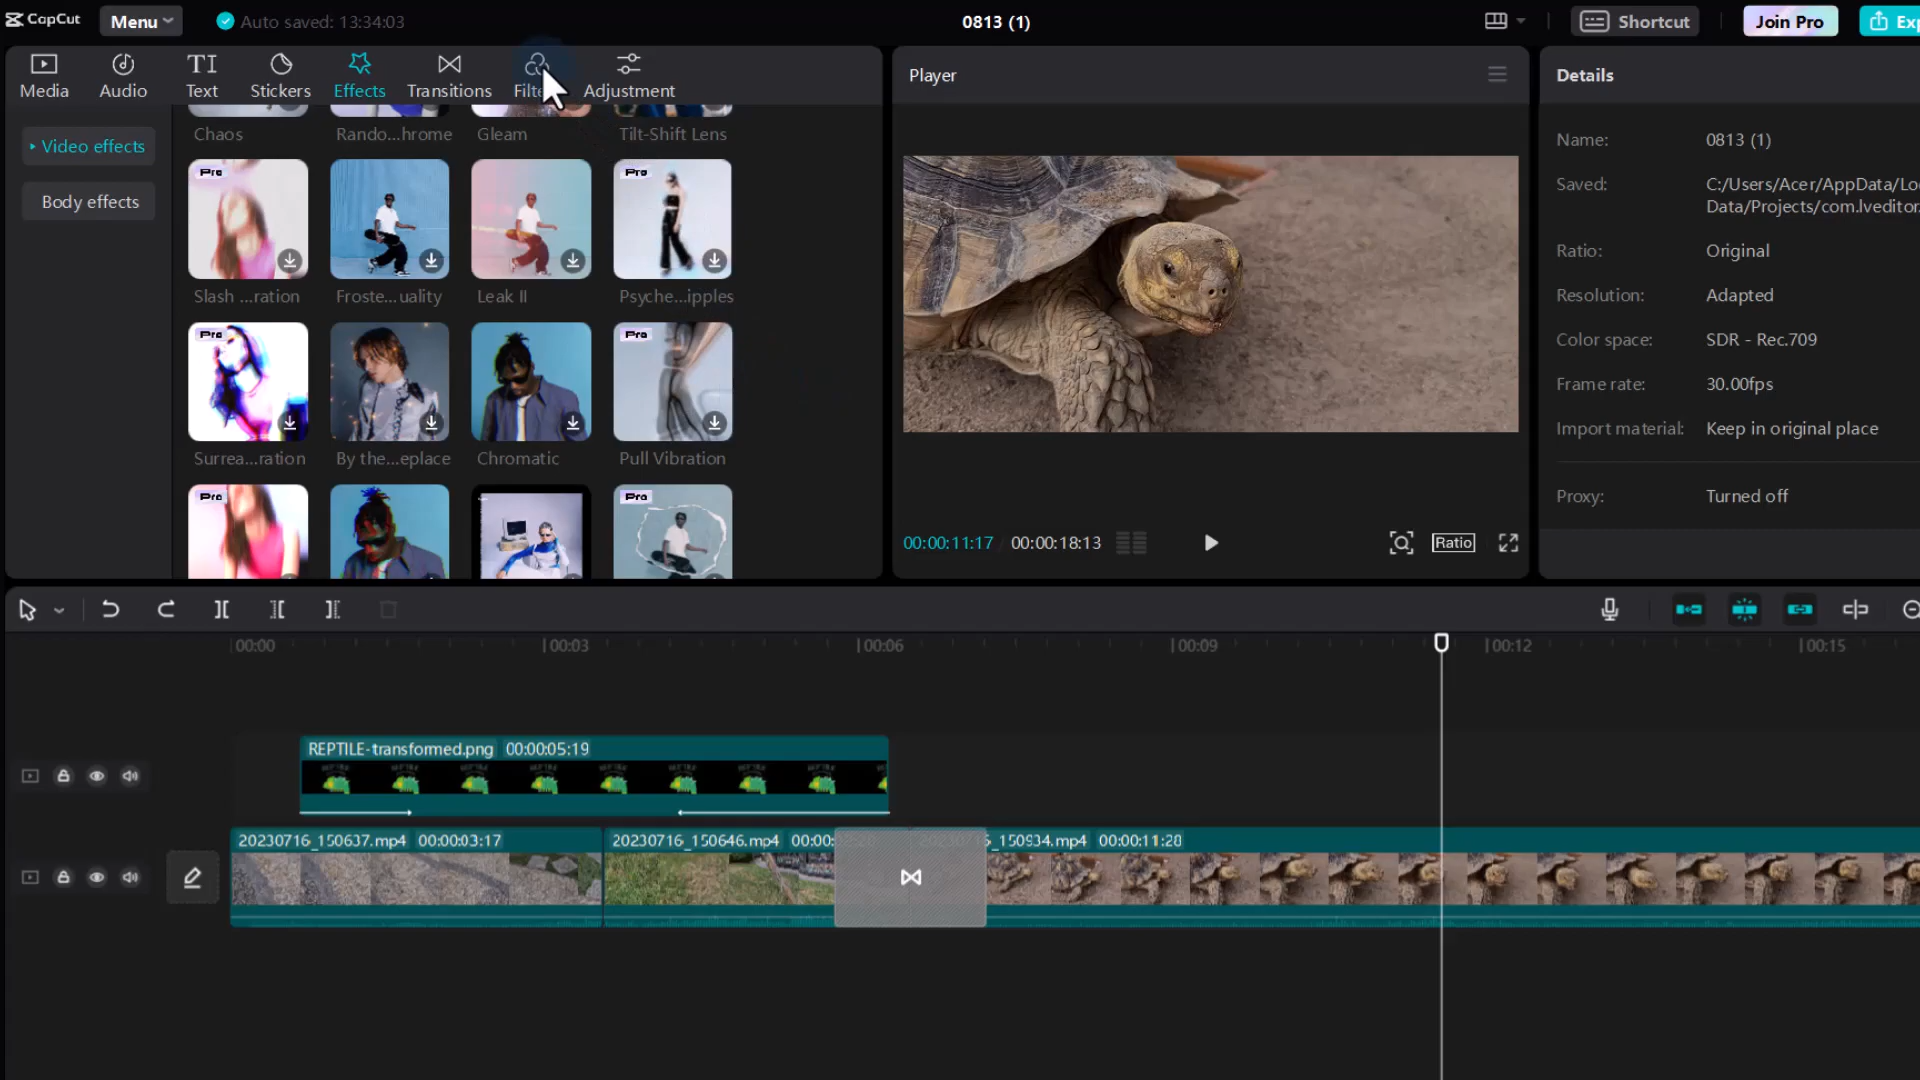 CapCut
Menu
Auto saved: 13:34:03
0813 (1)
Shortcut
Join Pro
Media
Audio
Text
Stickers
Effects
Transitions
Adjustment
Player
Details
Video effects
Body effects
Chaos
Rando...hrome
Gleam
Tilt-Shift Lens
Pro
Pro
Slash ...ration
Froste...uality
Leak II
Psyche...ipples
Pro
Pro
Surrea...ration
By the...eplace
Chromatic
Pull Vibration
Pro
Pro
Name:
0813 (1)
Saved:
C:/Users/Acer/AppData/Lo
Data/Projects/com.lveditor.
Ratio:
Original
Resolution:
Adapted
Color space:
SDR - Rec.709
Frame rate:
30.00fps
Import material:
Keep in original place
Proxy:
Turned off
00:00:11:17
00:00:18:13
Ratio
00:00
00:03
00:06
00:09
00:12
00:15
REPTILE-transformed.png 00:00:05:19
20230716_150637.mp4 00:00:03:17
20230716_150646.mp4
_150934.mp4 00:00:11:28